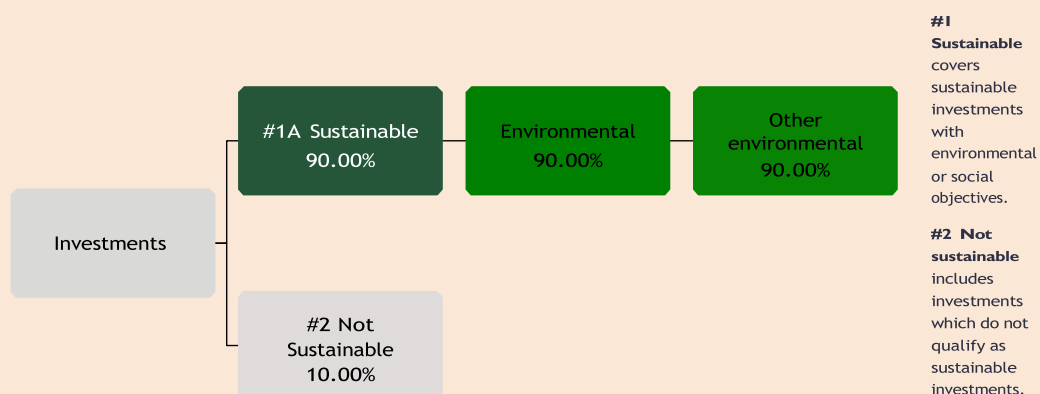 Investments
#1A Sustainable
90.00%
Environmental
90.00%
Other
environmental
90.00%
#2 Not
Sustainable
10.00%
#1
Sustainable
covers
sustainable
investments
with
environmental
or social
objectives.
#2 Not
sustainable
includes
investments
which do not
qualify as
sustainable
investments.